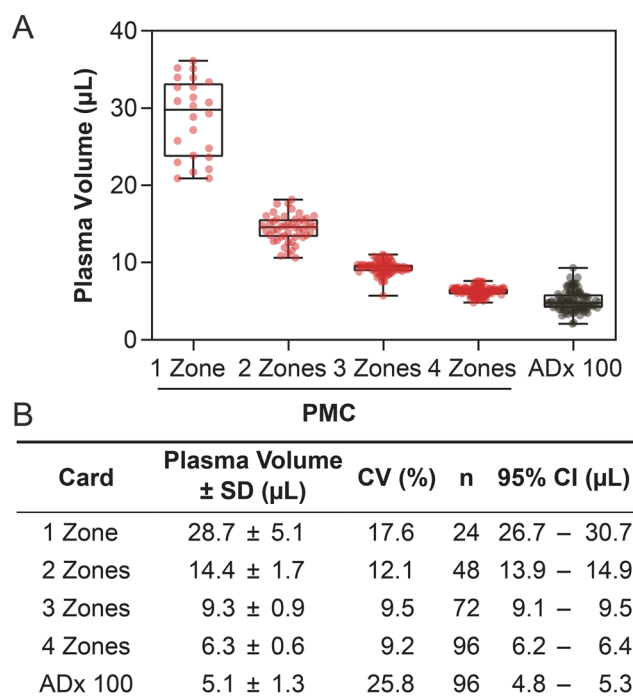 A
Plasma Volume (µL)
40
30
20
10
0
1 Zone 2 Zones 3 Zones 4 Zones ADx 100
PMC
B
Card Plasma Volume ± SD (µL) CV (%) n 95% CI (µL)
1 Zone 28.7 ± 5.1 17.6 24 26.7 – 30.7
2 Zones 14.4 ± 1.7 12.1 48 13.9 – 14.9
3 Zones 9.3 ± 0.9 9.5 72 9.1 – 9.5
4 Zones 6.3 ± 0.6 9.2 96 6.2 – 6.4
ADx 100 5.1 ± 1.3 25.8 96 4.8 – 5.3